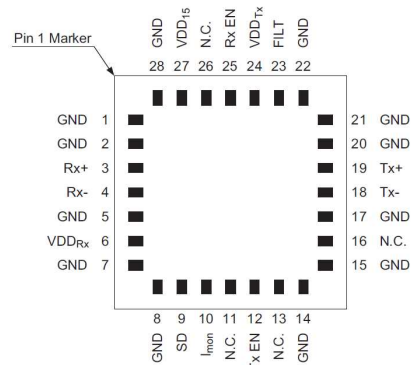 GND VDD15 N.C. Rx EN VDDTx FILT GND
Pin 1 Marker
28 27 26 25 24 23 22
GND 1
GND 2
Rx+ 3
Rx- 4
GND 5
VDDRx 6
GND 7
21 GND
20 GND
19 Tx+
18 Tx-
17 GND
16 N.C.
15 GND
8 9 10 11 12 13 14
GND SD Imon N.C. EN N.C. GND